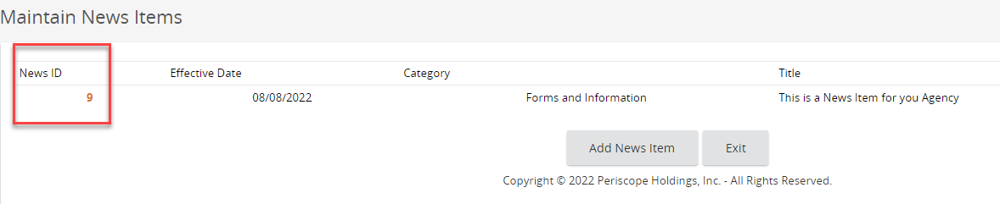 Maintain News Items
News ID Effective Date Category Title
9 08/08/2022 Forms and Information This is a News Item for you Agency
Add News Item Exit
Copyright © 2022 Periscope Holdings, Inc. - All Rights Reserved.